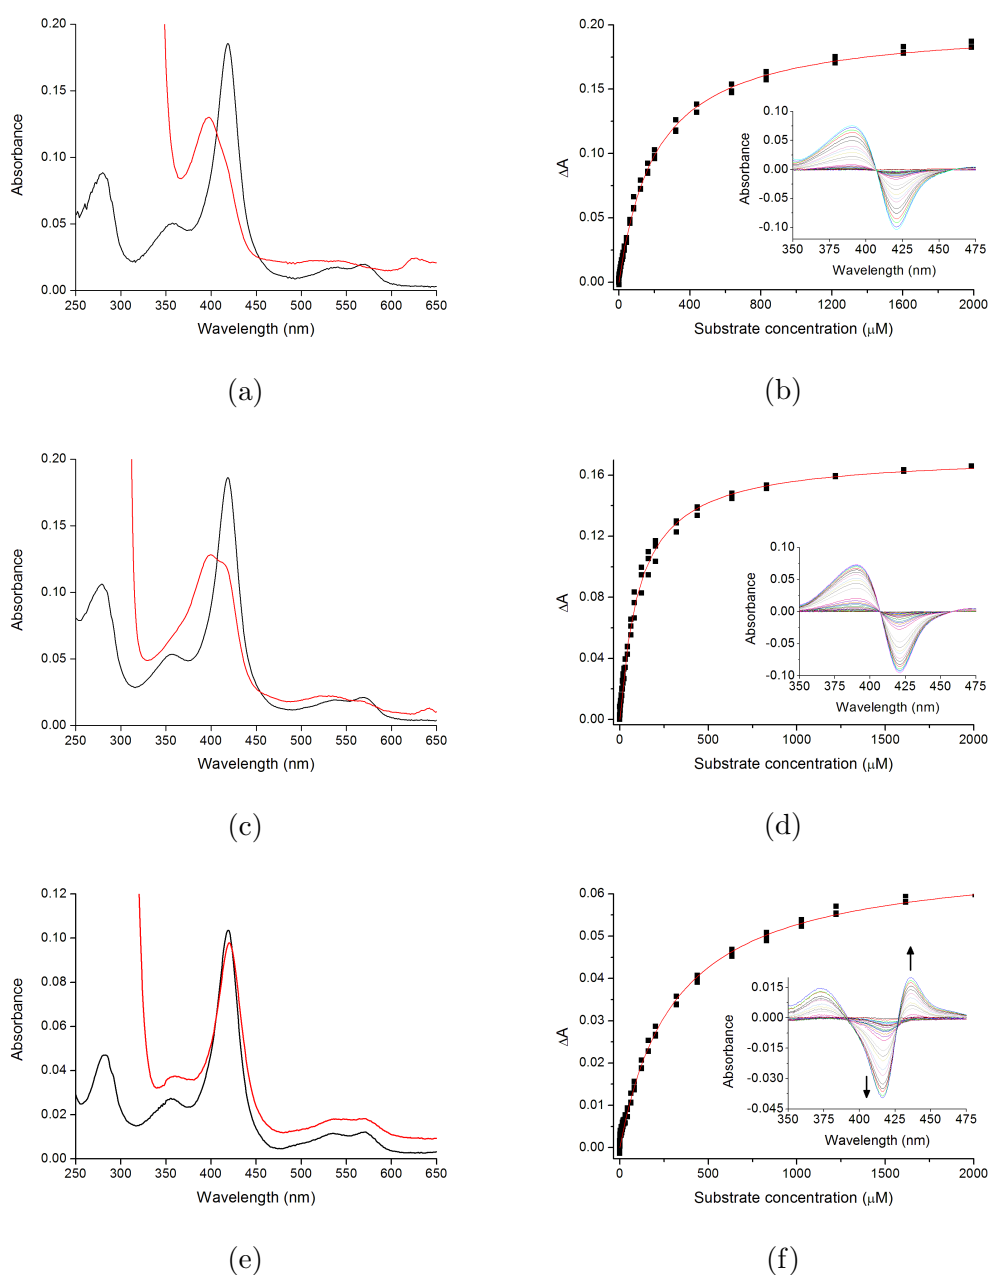 0.20
0.15
0.10
0.05
0.00
250 300 350 400 450 500 550 600 650
Absorbance
Wavelength (nm)
(a)
0.20
0.15
0.10
0.05
0.00
0 400 800 1200 1600 2000
ΔA
Substrate concentration (μM)
0.10
0.05
0.00
-0.05
-0.10
350 375 400 425 450 475
Absorbance
Wavelength (nm)
(b)
0.20
0.15
0.10
0.05
0.00
250 300 350 400 450 500 550 600 650
Absorbance
Wavelength (nm)
(c)
0.16
0.12
0.08
0.04
0.00
0 500 1000 1500 2000
ΔA
Substrate concentration (μM)
0.10
0.05
0.00
-0.05
-0.10
350 375 400 425 450 475
Absorbance
Wavelength (nm)
(d)
0.12
0.10
0.08
0.06
0.04
0.02
0.00
250 300 350 400 450 500 550 600 650
Absorbance
Wavelength (nm)
(e)
0.06
0.05
0.04
0.03
0.02
0.01
0.00
0 500 1000 1500 2000
ΔA
Substrate concentration (μM)
0.015
0.000
-0.015
-0.030
-0.045
350 375 400 425 450 475
Absorbance
Wavelength (nm)
(f)